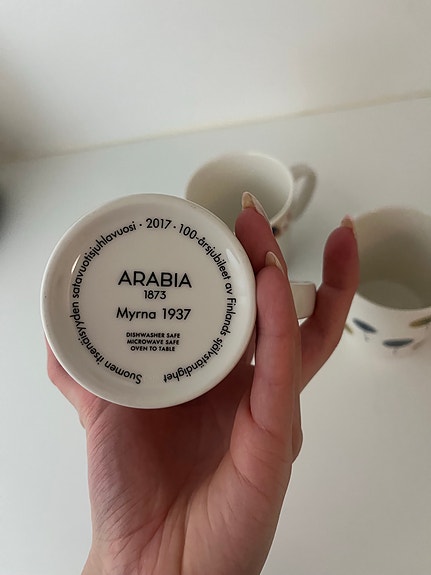 Suomen itsenäisyyden satavuotisjuhlavuosi · 2017 · 100-årsjubileet av Finlands självständighet
ARABIA
1873
Myrna 1937
DISHWASHER SAFE
MICROWAVE SAFE
OVEN TO TABLE